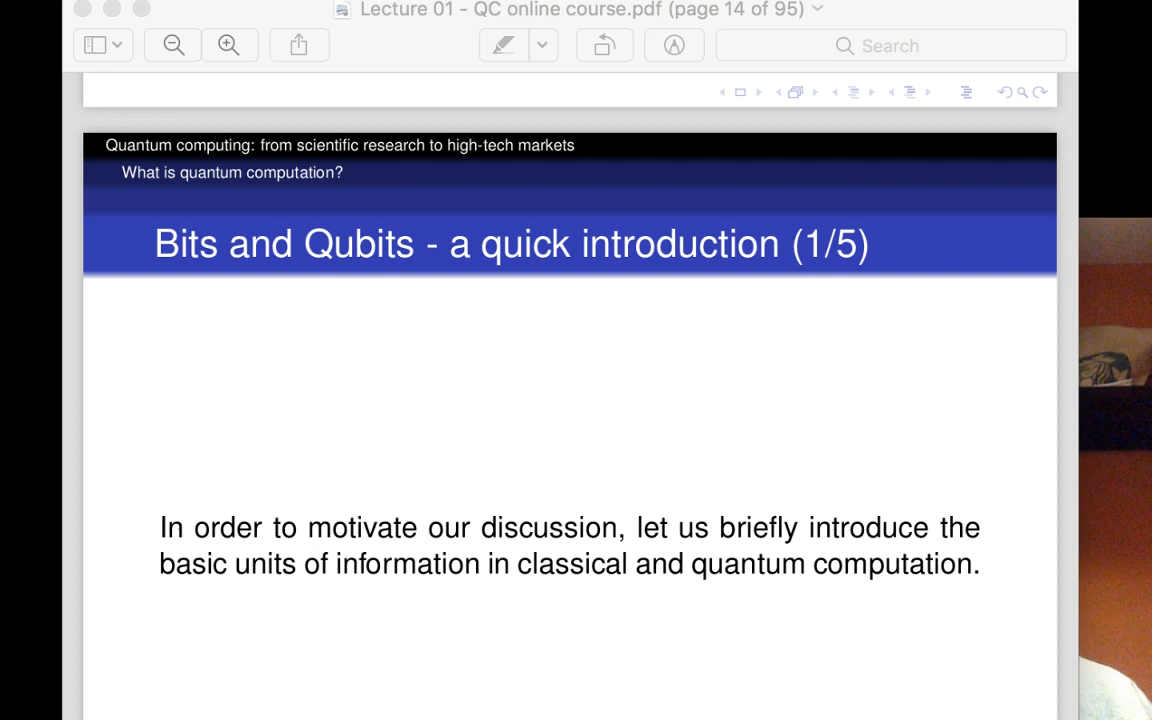 Lecture 01 - QC online course.pdf (page 14 of 95)
Search
Quantum computing: from scientific research to high-tech markets
What is quantum computation?
Bits and Qubits - a quick introduction (1/5)
In order to motivate our discussion, let us briefly introduce the
basic units of information in classical and quantum computation.